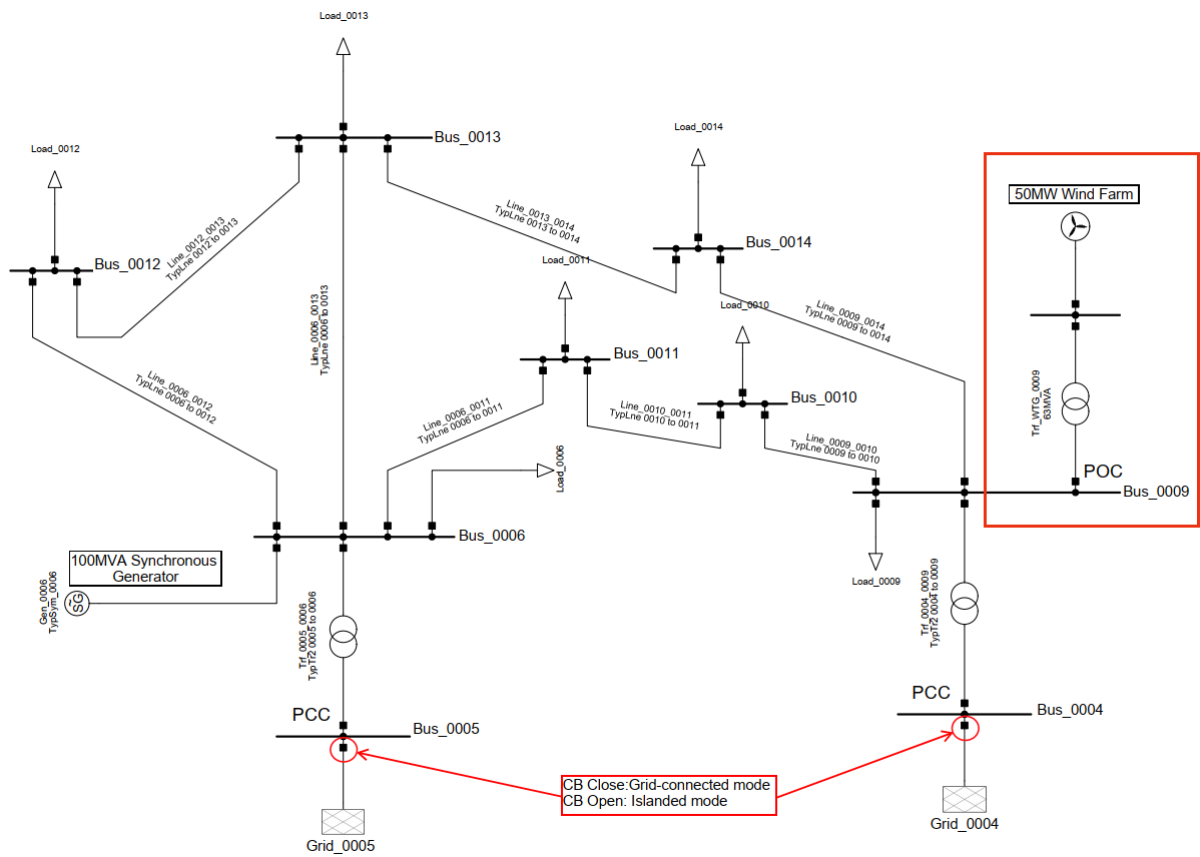 Load_0013
Load_0012
Bus_0013
Load_0014
Line_0013_0014
TypLne 0013 to 0014
50MW Wind Farm
Line_0012_0013
TypLne 0012 to 0013
Bus_0012
Bus_0014
Load_0011
Line_0006_0013
TypLne 0006 to 0013
Load_0010
Line_0009_0014
TypLne 0009 to 0014
Bus_0011
Line_0006_0012
TypLne 0006 to 0012
Line_0006_0011
TypLne 0006 to 0011
Line_0010_0011
TypLne 0010 to 0011
Bus_0010
Trf_WTG_0009
63MVA
Line_0009_0010
TypLne 0009 to 0010
Load_0006
POC
Bus_0009
Bus_0006
100MVA Synchronous
Generator
Gen_0006
TypSym_0006
SG
Load_0009
Trf_0005_0006
TypTr2 0005 to 0006
Trf_0004_0009
TypTr2 0004 to 0009
PCC
Bus_0005
PCC
Bus_0004
CB Close:Grid-connected mode
CB Open: Islanded mode
Grid_0005
Grid_0004